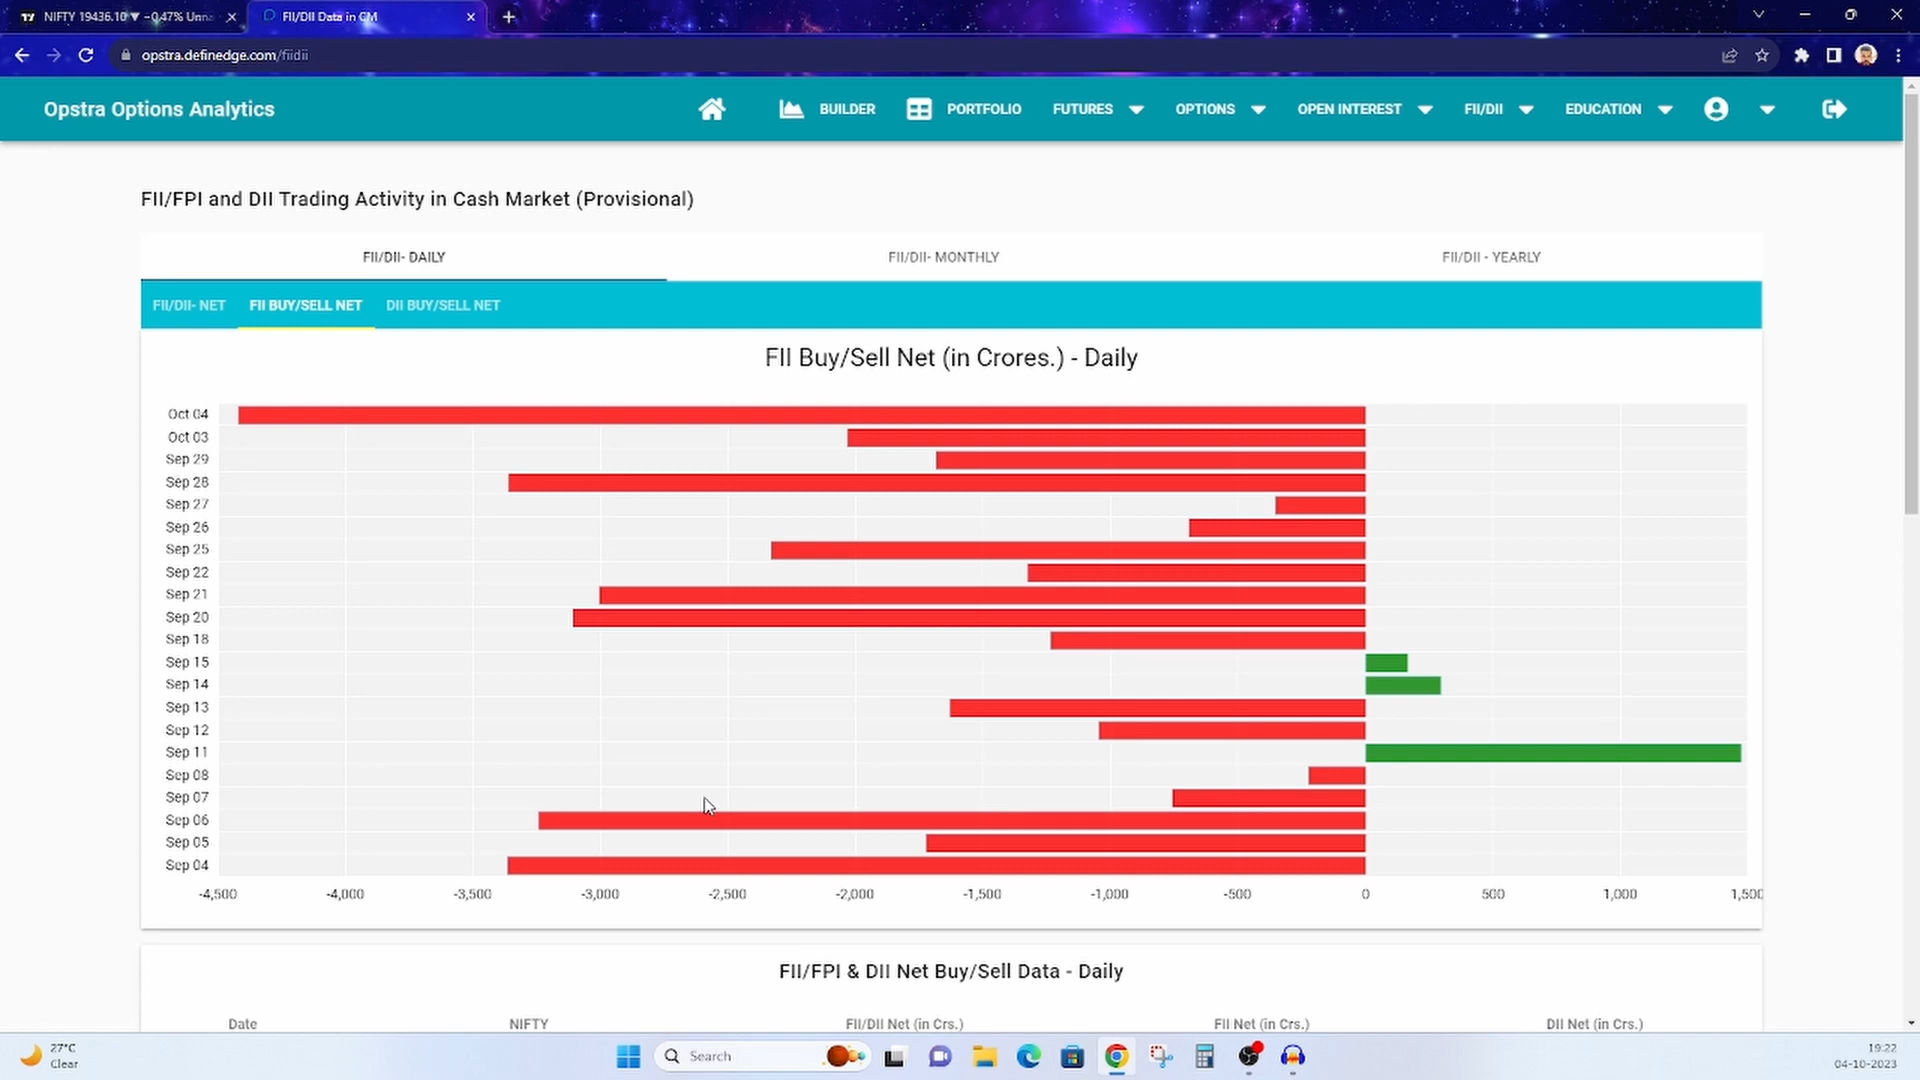 NIFTY 19436.10 ▼ −0.47% Unna
FII/DII Data in CM
opstra.definedge.com/fiidii
Opstra Options Analytics
BUILDER
PORTFOLIO
FUTURES
OPTIONS
OPEN INTEREST
FII/DII
EDUCATION
FII/FPI and DII Trading Activity in Cash Market (Provisional)
FII/DII- DAILY
FII/DII- MONTHLY
FII/DII - YEARLY
FII/DII- NET
FII BUY/SELL NET
DII BUY/SELL NET
FII Buy/Sell Net (in Crores.) - Daily
Oct 04
Oct 03
Sep 29
Sep 28
Sep 27
Sep 26
Sep 25
Sep 22
Sep 21
Sep 20
Sep 18
Sep 15
Sep 14
Sep 13
Sep 12
Sep 11
Sep 08
Sep 07
Sep 06
Sep 05
Sep 04
-4,500 -4,000 -3,500 -3,000 -2,500 -2,000 -1,500 -1,000 -500 0 500 1,000 1,500
FII/FPI & DII Net Buy/Sell Data - Daily
Date NIFTY FII/DII Net (in Crs.) FII Net (in Crs.) DII Net (in Crs.)
27°C
Clear
Search
19:22
04-10-2023